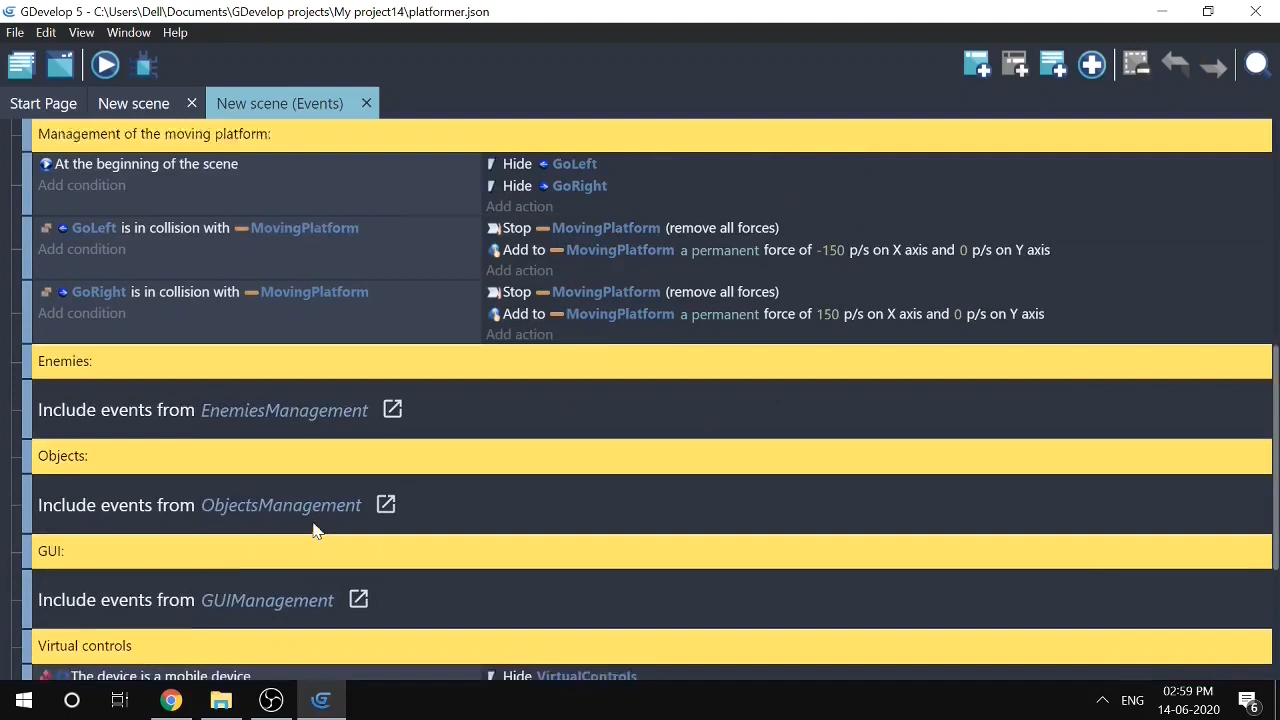 GDevelop 5 - C:\Users\Dell\Documents\GDevelop projects\My project14\platformer.json
File Edit View Window Help
Start Page New scene New scene (Events)
Management of the moving platform:
At the beginning of the scene
Add condition
Hide GoLeft
Hide GoRight
Add action
GoLeft is in collision with MovingPlatform
Add condition
Stop MovingPlatform (remove all forces)
Add to MovingPlatform a permanent force of -150 p/s on X axis and 0 p/s on Y axis
Add action
GoRight is in collision with MovingPlatform
Add condition
Stop MovingPlatform (remove all forces)
Add to MovingPlatform a permanent force of 150 p/s on X axis and 0 p/s on Y axis
Add action
Enemies:
Include events from EnemiesManagement
Objects:
Include events from ObjectsManagement
GUI:
Include events from GUIManagement
Virtual controls
The device is a mobile device
Hide VirtualControls
ENG
02:59 PM
14-06-2020
6